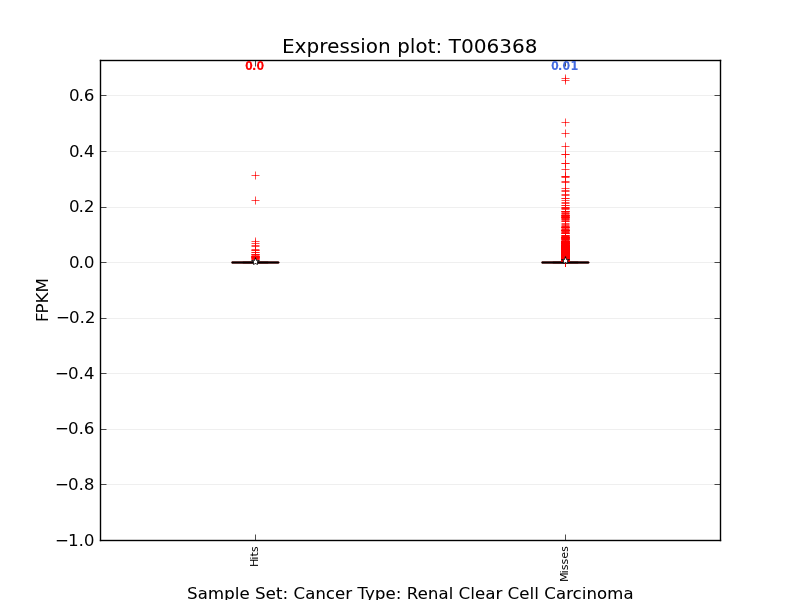 Expression plot: T006368
0.0
0.01
0.6
0.4
0.2
0.0
−0.2
−0.4
−0.6
−0.8
−1.0
FPKM
Hits
Misses
Sample Set: Cancer Type: Renal Clear Cell Carcinoma